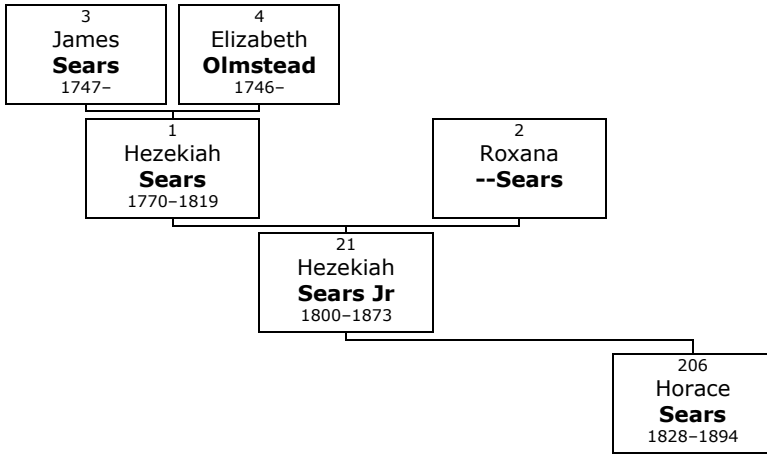 3
James
Sears
1747–
4
Elizabeth
Olmstead
1746–
1
Hezekiah
Sears
1770–1819
2
Roxana
--Sears
21
Hezekiah
Sears Jr
1800–1873
206
Horace
Sears
1828–1894